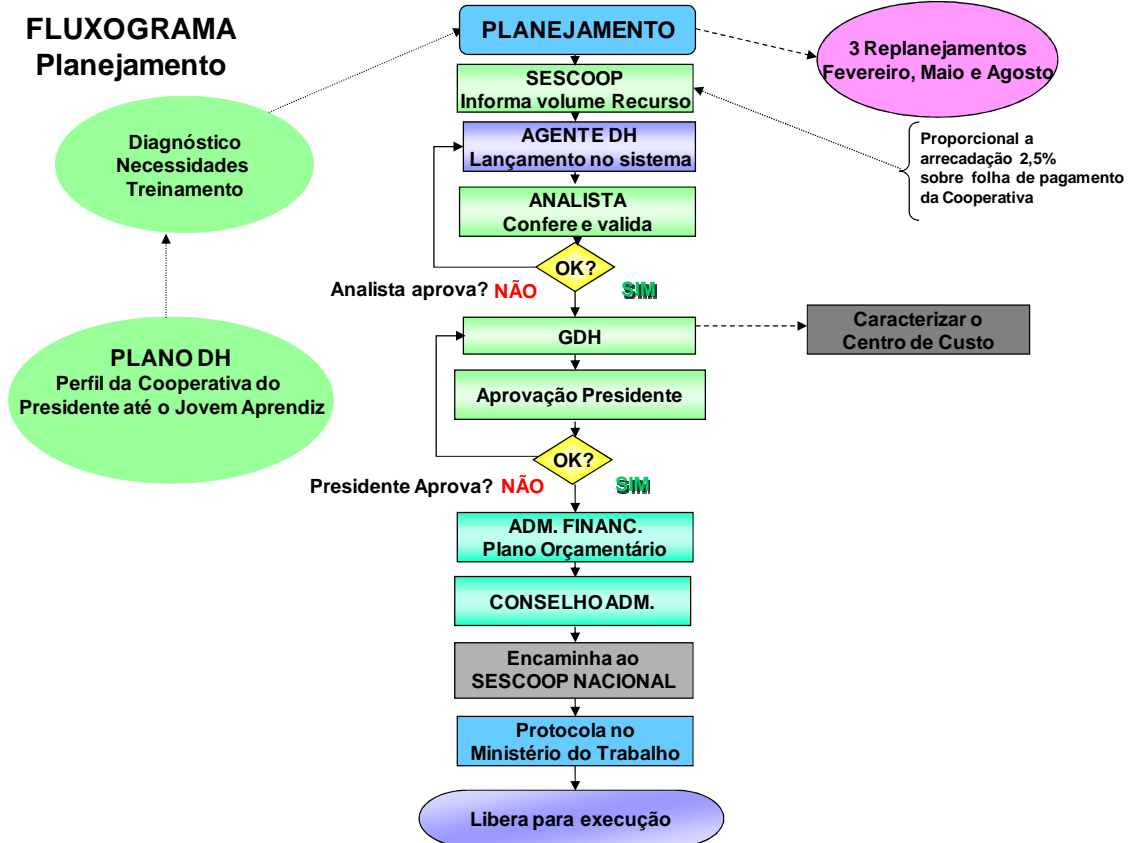 FLUXOGRAMA
Planejamento
PLANEJAMENTO
3 Replanejamentos
Fevereiro, Maio e Agosto
SESCOOP
Informa volume Recurso
AGENTE DH
Lançamento no sistema
Proporcional a
arrecadação 2,5%
sobre folha de pagamento
da Cooperativa
Diagnóstico
Necessidades
Treinamento
ANALISTA
Confere e valida
OK?
Analista aprova? NÃO SIM
GDH
Caracterizar o
Centro de Custo
PLANO DH
Perfil da Cooperativa do
Presidente até o Jovem Aprendiz
Aprovação Presidente
OK?
Presidente Aprova? NÃO SIM
ADM. FINANC.
Plano Orçamentário
CONSELHO ADM.
Encaminha ao
SESCOOP NACIONAL
Protocola no
Ministério do Trabalho
Libera para execução